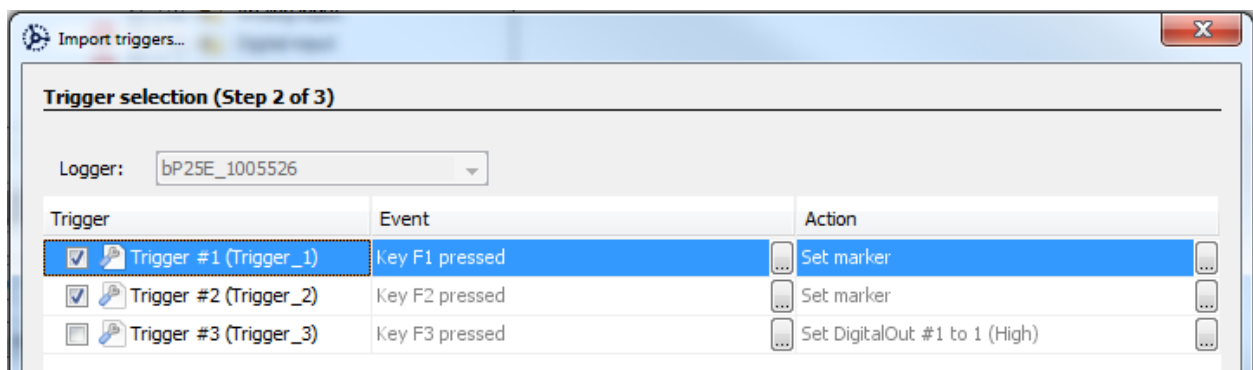 Import triggers...
Trigger selection (Step 2 of 3)
Logger: bP25E_1005526
Trigger Event Action
Trigger #1 (Trigger_1) Key F1 pressed ... Set marker ...
Trigger #2 (Trigger_2) Key F2 pressed ... Set marker ...
Trigger #3 (Trigger_3) Key F3 pressed ... Set DigitalOut #1 to 1 (High) ...